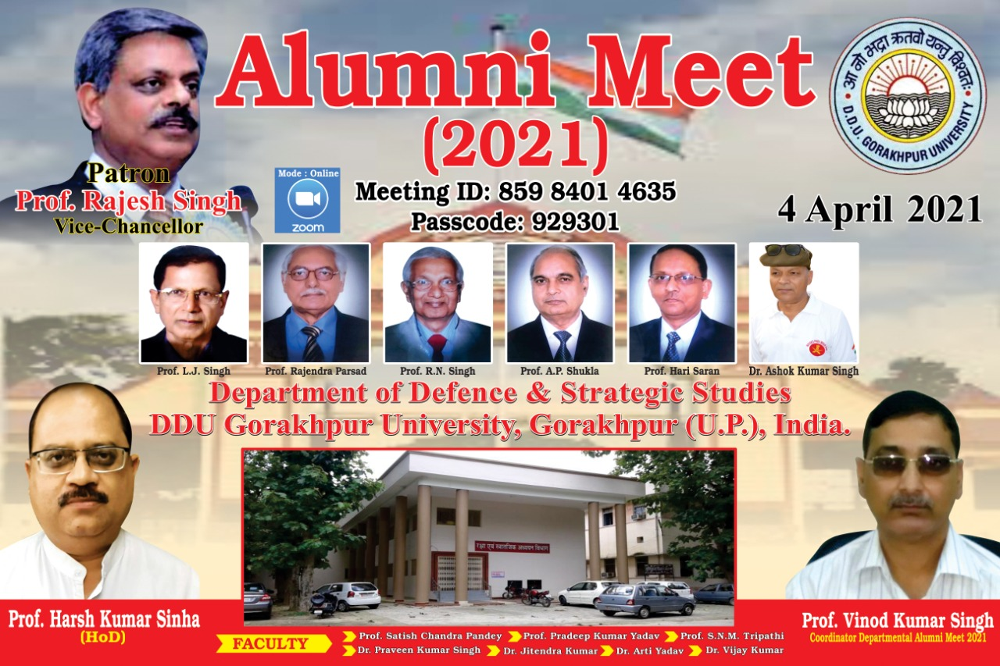 Alumni Meet
(2021)
आ नो भद्राः क्रतवो यन्तु विश्वतः
D.D.U. GORAKHPUR UNIVERSITY
Patron
Prof. Rajesh Singh
Vice-Chancellor
Mode : Online
zoom
Meeting ID: 859 8401 4635
Passcode: 929301
4 April 2021
Prof. L.J. Singh
Prof. Rajendra Parsad
Prof. R.N. Singh
Prof. A.P. Shukla
Prof. Hari Saran
Dr. Ashok Kumar Singh
Department of Defence & Strategic Studies
DDU Gorakhpur University, Gorakhpur (U.P.), India.
रक्षा एवं स्त्रातजिक अध्ययन विभाग
Prof. Harsh Kumar Sinha
(HoD)
FACULTY
Prof. Satish Chandra Pandey
Prof. Pradeep Kumar Yadav
Prof. S.N.M. Tripathi
Dr. Praveen Kumar Singh
Dr. Jitendra Kumar
Dr. Arti Yadav
Dr. Vijay Kumar
Prof. Vinod Kumar Singh
Coordinator Departmental Alumni Meet 2021